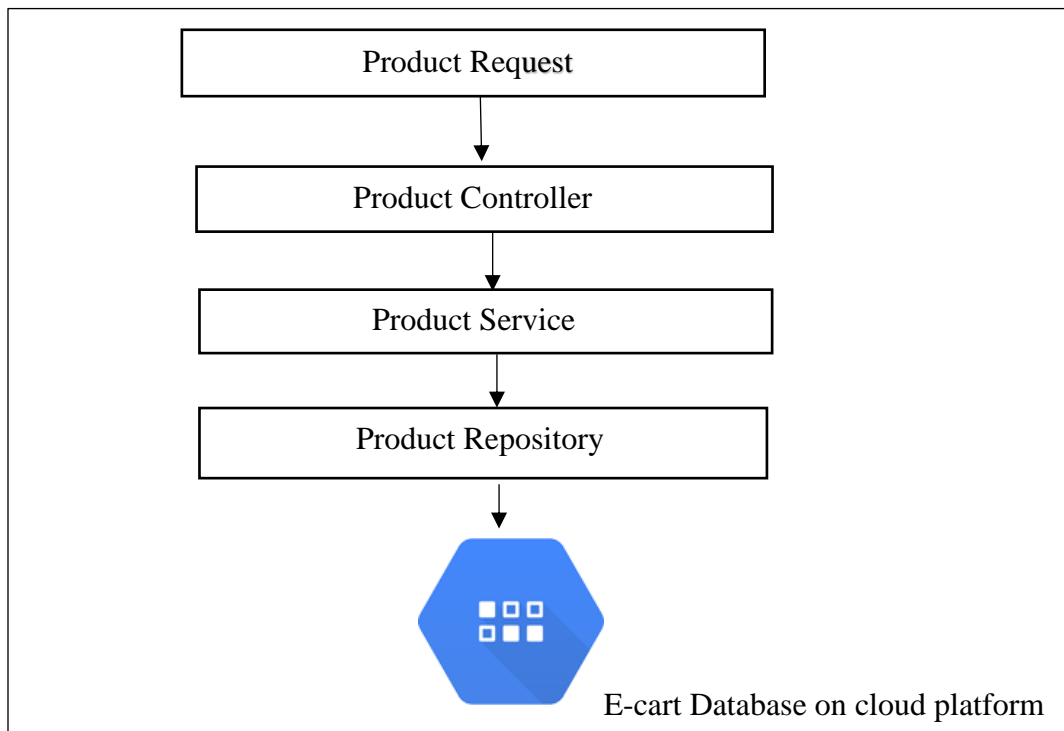 Product Request
Product Controller
Product Service
Product Repository
E-cart Database on cloud platform